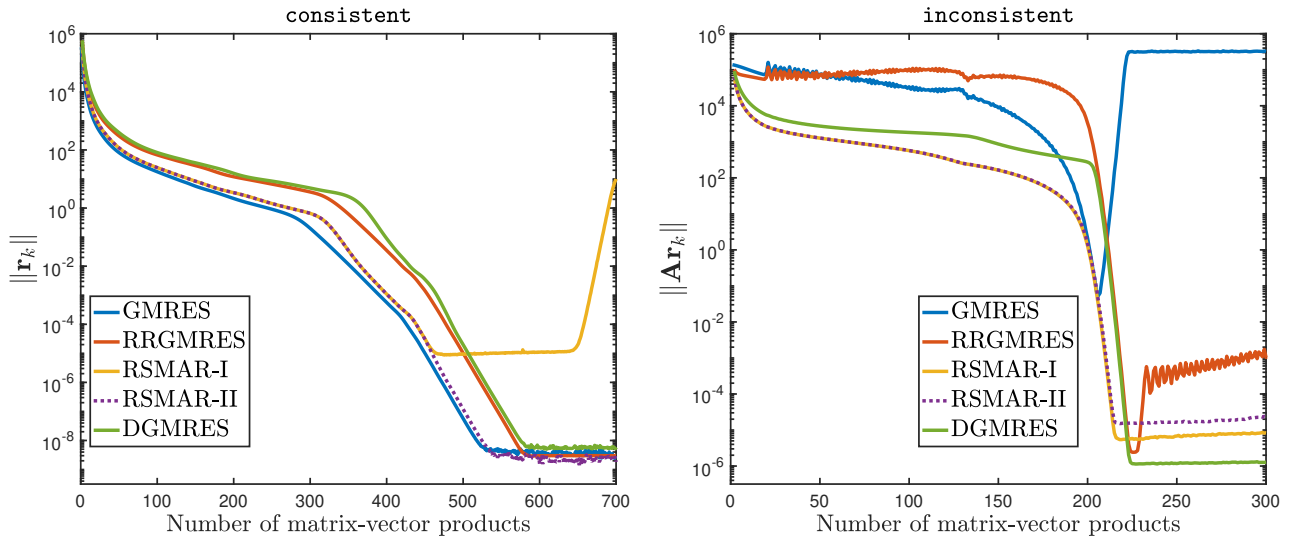 consistent
10^6
10^4
10^2
10^0
10^-2
10^-4
10^-6
10^-8
‖r_k‖
GMRES
RRGMRES
RSMAR-I
RSMAR-II
DGMRES
0 100 200 300 400 500 600 700
Number of matrix-vector products
inconsistent
10^6
10^4
10^2
10^0
10^-2
10^-4
10^-6
‖Ar_k‖
GMRES
RRGMRES
RSMAR-I
RSMAR-II
DGMRES
0 50 100 150 200 250 300
Number of matrix-vector products